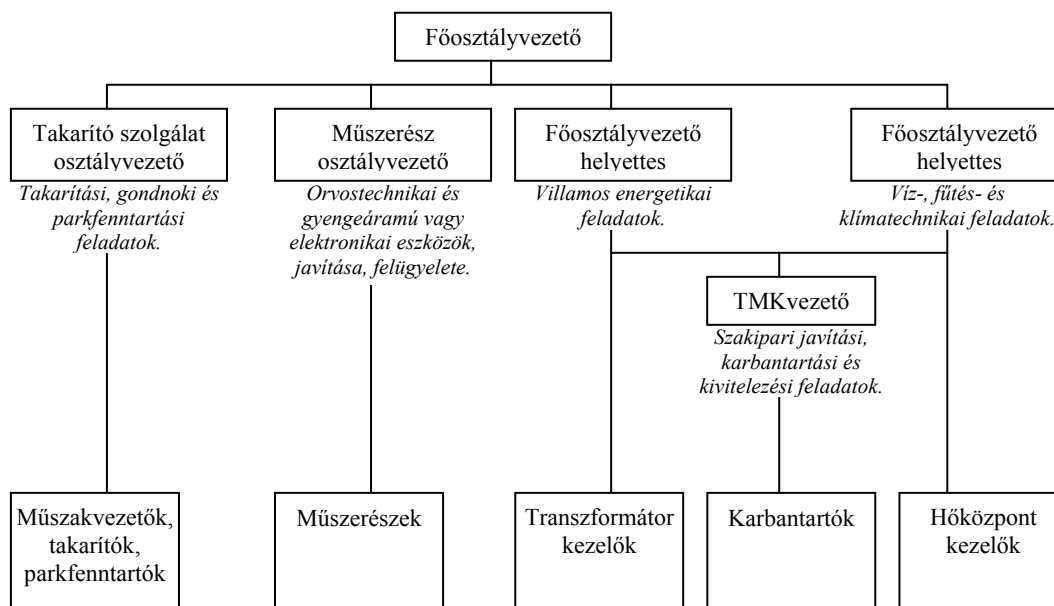 Főosztályvezető
Takarító szolgálat
osztályvezető
Takarítási, gondnoki és
parkfenntartási
feladatok.
Műszerész
osztályvezető
Orvostechnikai és
gyengeáramú vagy
elektronikai eszközök,
javítása, felügyelete.
Főosztályvezető
helyettes
Villamos energetikai
feladatok.
Főosztályvezető
helyettes
Víz-, fűtés- és
klímatechnikai feladatok.
TMKvezető
Szakipari javítási,
karbantartási és
kivitelezési feladatok.
Műszakvezetők,
takarítók,
parkfenntartók
Műszerészek
Transzformátor
kezelők
Karbantartók
Hőközpont
kezelők